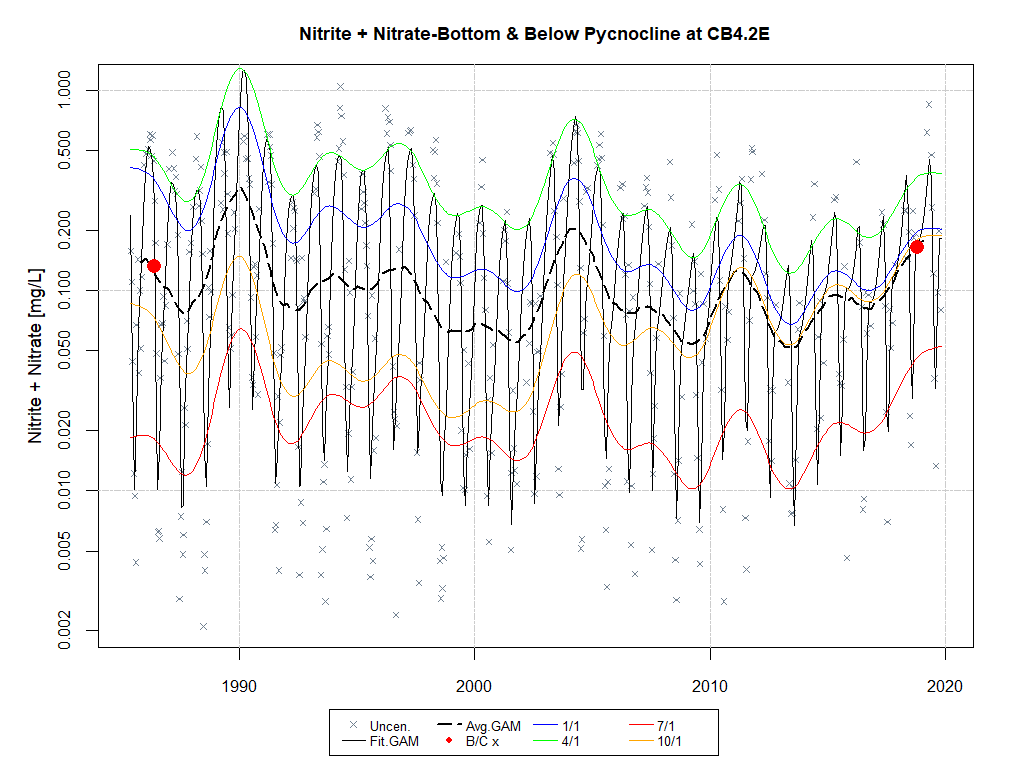 Nitrite + Nitrate-Bottom & Below Pycnocline at CB4.2E
Nitrite + Nitrate [mg/L]
1.000
0.500
0.200
0.100
0.050
0.020
0.010
0.005
0.002
1990 2000 2010 2020
Uncen. Avg.GAM 1/1 7/1
Fit.GAM B/C x 4/1 10/1